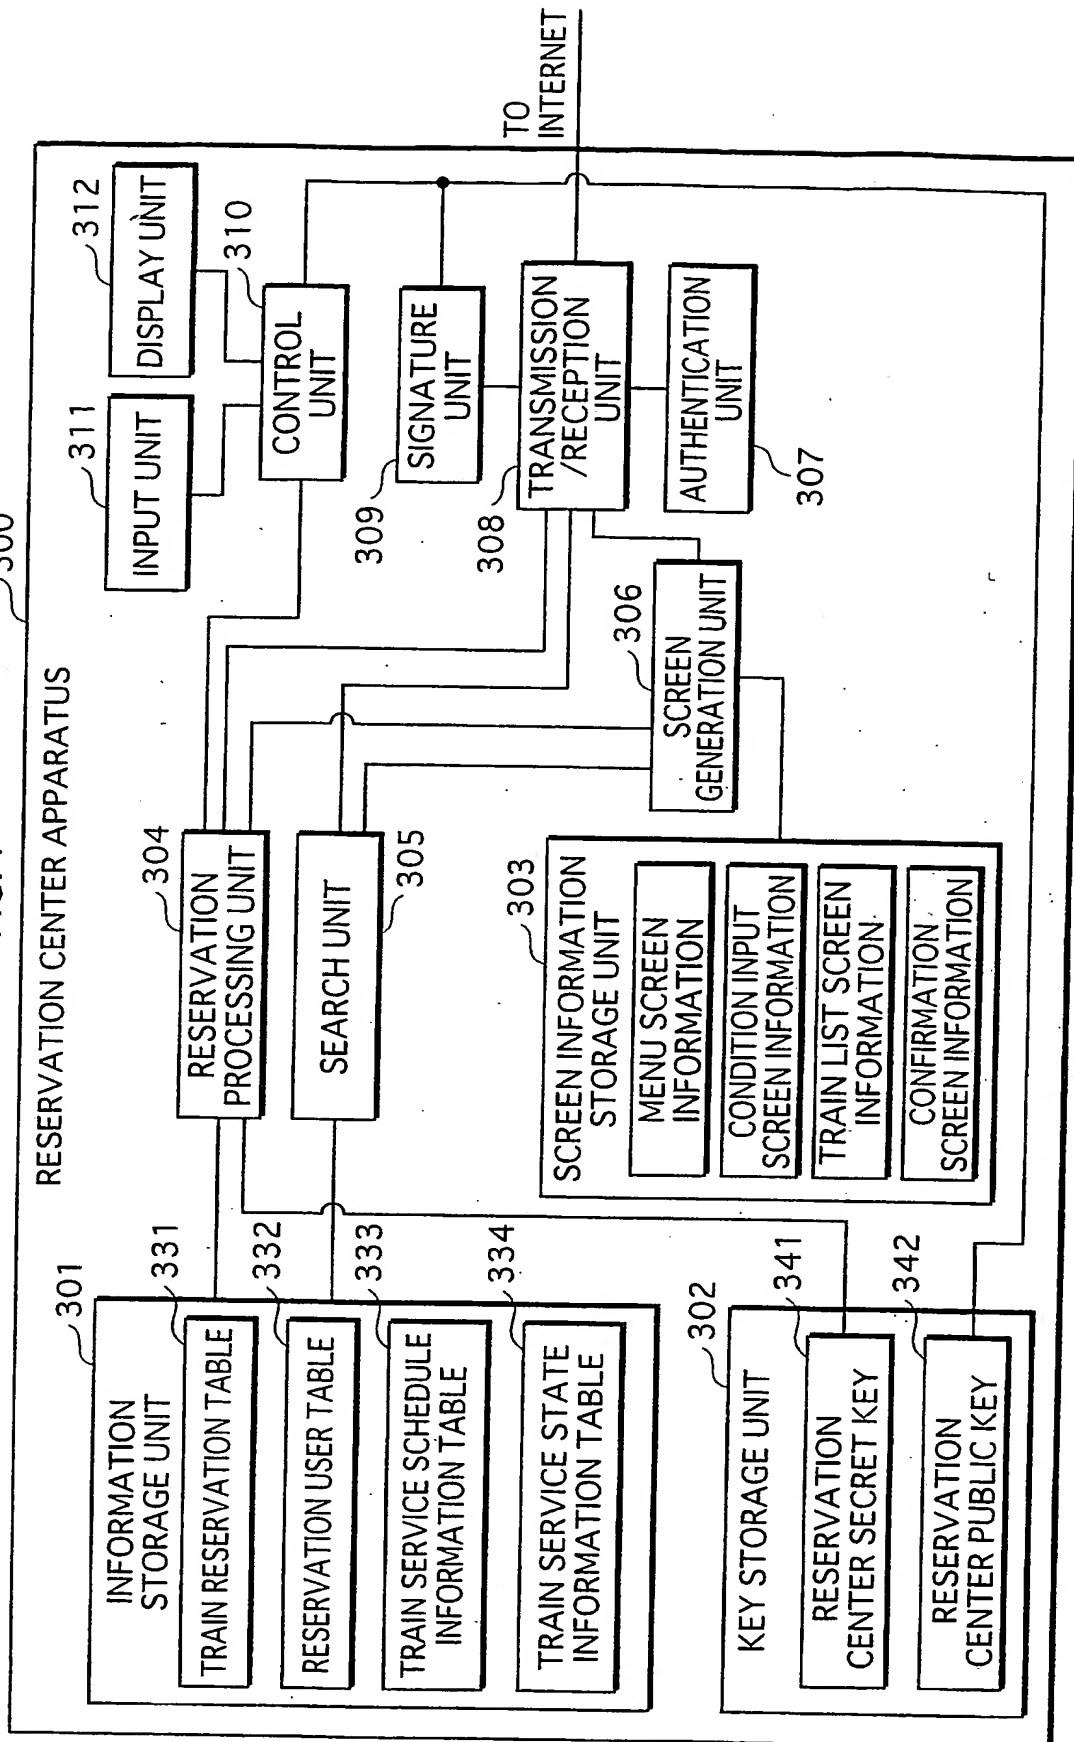 300
RESERVATION CENTER APPARATUS
301
INFORMATION
STORAGE UNIT
331
TRAIN RESERVATION TABLE
332
RESERVATION USER TABLE
333
TRAIN SERVICE SCHEDULE
INFORMATION TABLE
334
TRAIN SERVICE STATE
INFORMATION TABLE
302
KEY STORAGE UNIT
341
RESERVATION
CENTER SECRET KEY
342
RESERVATION
CENTER PUBLIC KEY
304
RESERVATION
PROCESSING UNIT
SEARCH UNIT
305
303
SCREEN INFORMATION
STORAGE UNIT
MENU SCREEN
INFORMATION
CONDITION INPUT
SCREEN INFORMATION
TRAIN LIST SCREEN
INFORMATION
CONFIRMATION
SCREEN INFORMATION
306
SCREEN
GENERATION UNIT
311
INPUT UNIT
312
DISPLAY UNIT
310
CONTROL
UNIT
309
SIGNATURE
UNIT
308
TRANSMISSION
/RECEPTION
UNIT
AUTHENTICATION
UNIT
307
TO
INTERNET